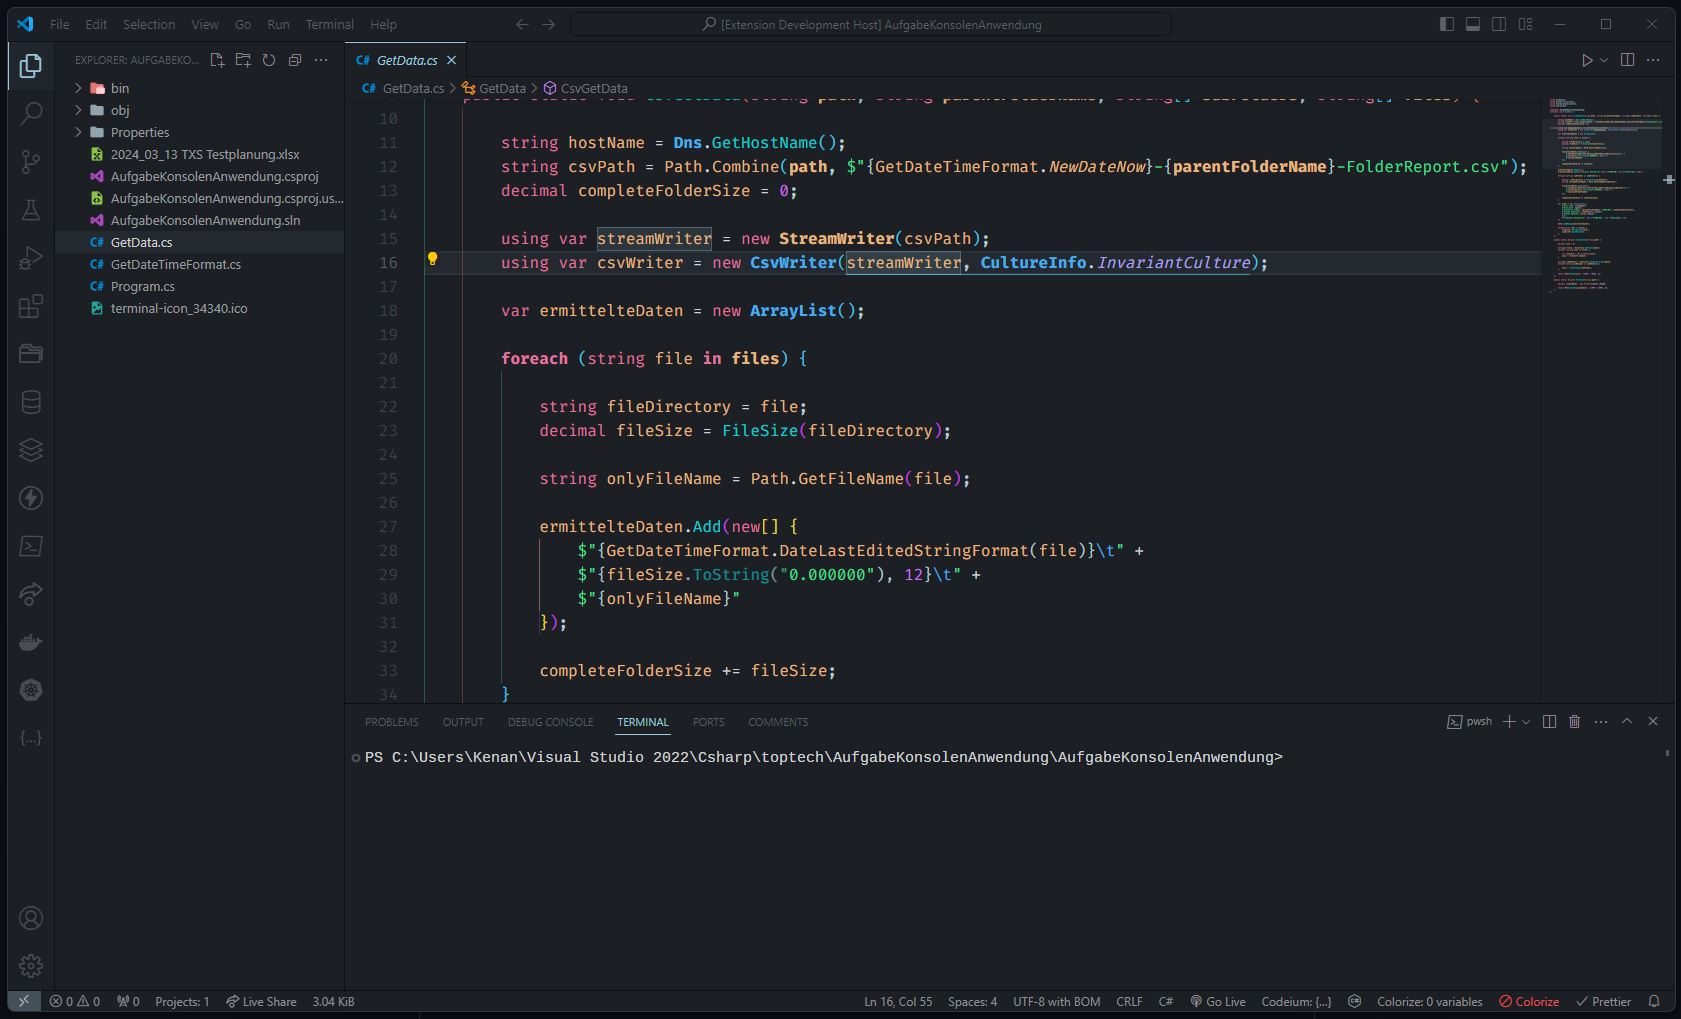 File Edit Selection View Go Run Terminal Help
[Extension Development Host] AufgabeKonsolenAnwendung
EXPLORER: AUFGABEKO...
bin
obj
Properties
2024_03_13 TXS Testplanung.xlsx
AufgabeKonsolenAnwendung.csproj
AufgabeKonsolenAnwendung.csproj.us...
AufgabeKonsolenAnwendung.sln
C# GetData.cs
C# GetDateTimeFormat.cs
C# Program.cs
terminal-icon_34340.ico
C# GetData.cs
C# GetData.cs > GetData > CsvGetData
10
11 string hostName = Dns.GetHostName();
12 string csvPath = Path.Combine(path, $"{GetDateTimeFormat.NewDateNow}-{parentFolderName}-FolderReport.csv");
13 decimal completeFolderSize = 0;
14
15 using var streamWriter = new StreamWriter(csvPath);
16 using var csvWriter = new CsvWriter(streamWriter, CultureInfo.InvariantCulture);
17
18 var ermittelteDaten = new ArrayList();
19
20 foreach (string file in files) {
21
22 string fileDirectory = file;
23 decimal fileSize = FileSize(fileDirectory);
24
25 string onlyFileName = Path.GetFileName(file);
26
27 ermittelteDaten.Add(new[] {
28 $"{GetDateTimeFormat.DateLastEditedStringFormat(file)}\t" +
29 $"{fileSize.ToString("0.000000"), 12}\t" +
30 $"{onlyFileName}"
31 });
32
33 completeFolderSize += fileSize;
34 }
PROBLEMS OUTPUT DEBUG CONSOLE TERMINAL PORTS COMMENTS
pwsh
PS C:\Users\Kenan\Visual Studio 2022\Csharp\toptech\AufgabeKonsolenAnwendung\AufgabeKonsolenAnwendung>
0 0 0 Projects: 1 Live Share 3.04 KiB
Ln 16, Col 55 Spaces: 4 UTF-8 with BOM CRLF C# Go Live Codeium: {...} Colorize: 0 variables Colorize Prettier